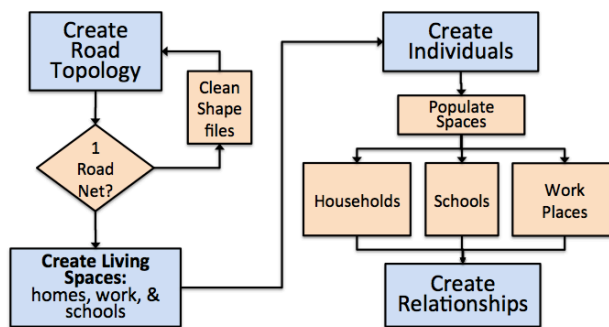 Create
Road
Topology
Clean
Shape
files
1
Road
Net?
Create Living
Spaces:
homes, work, &
schools
Create
Individuals
Populate
Spaces
Households
Schools
Work
Places
Create
Relationships